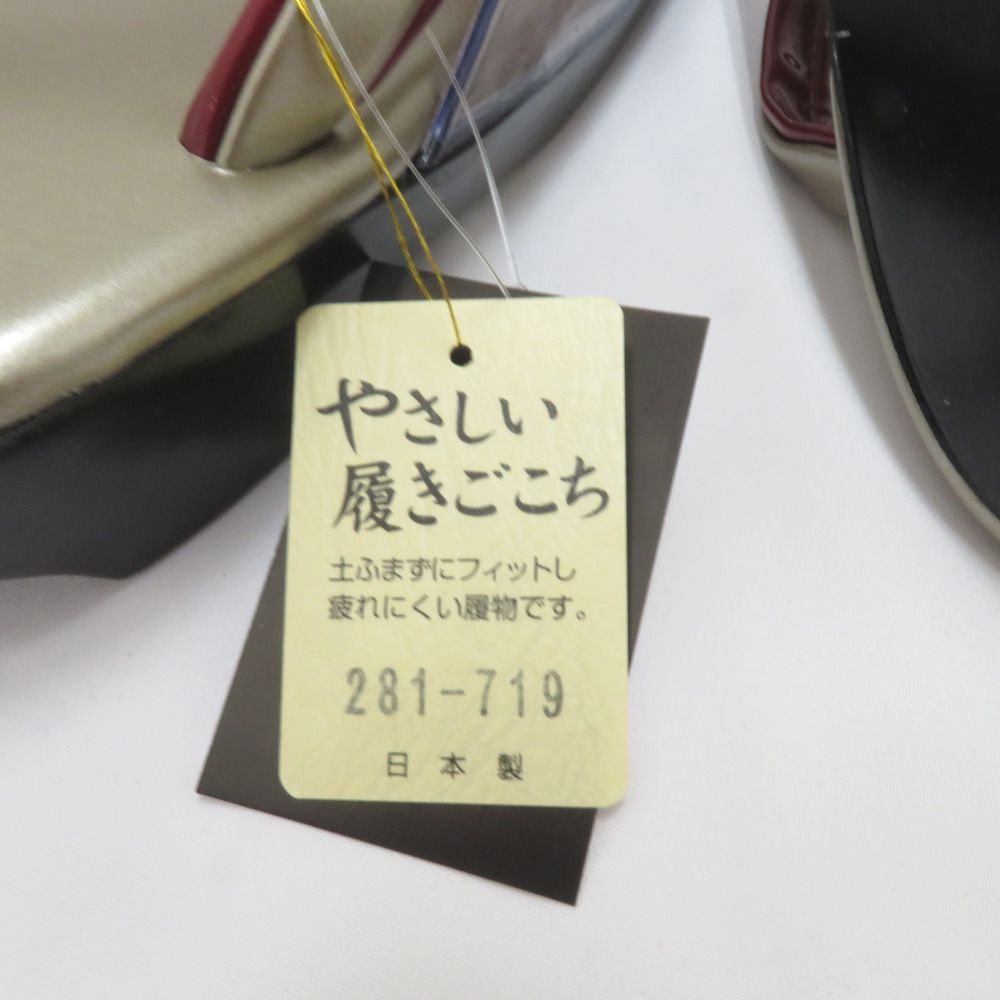 やさしい
履きごこち
土ふまずにフィットし
疲れにくい履物です。
281-719
日本製